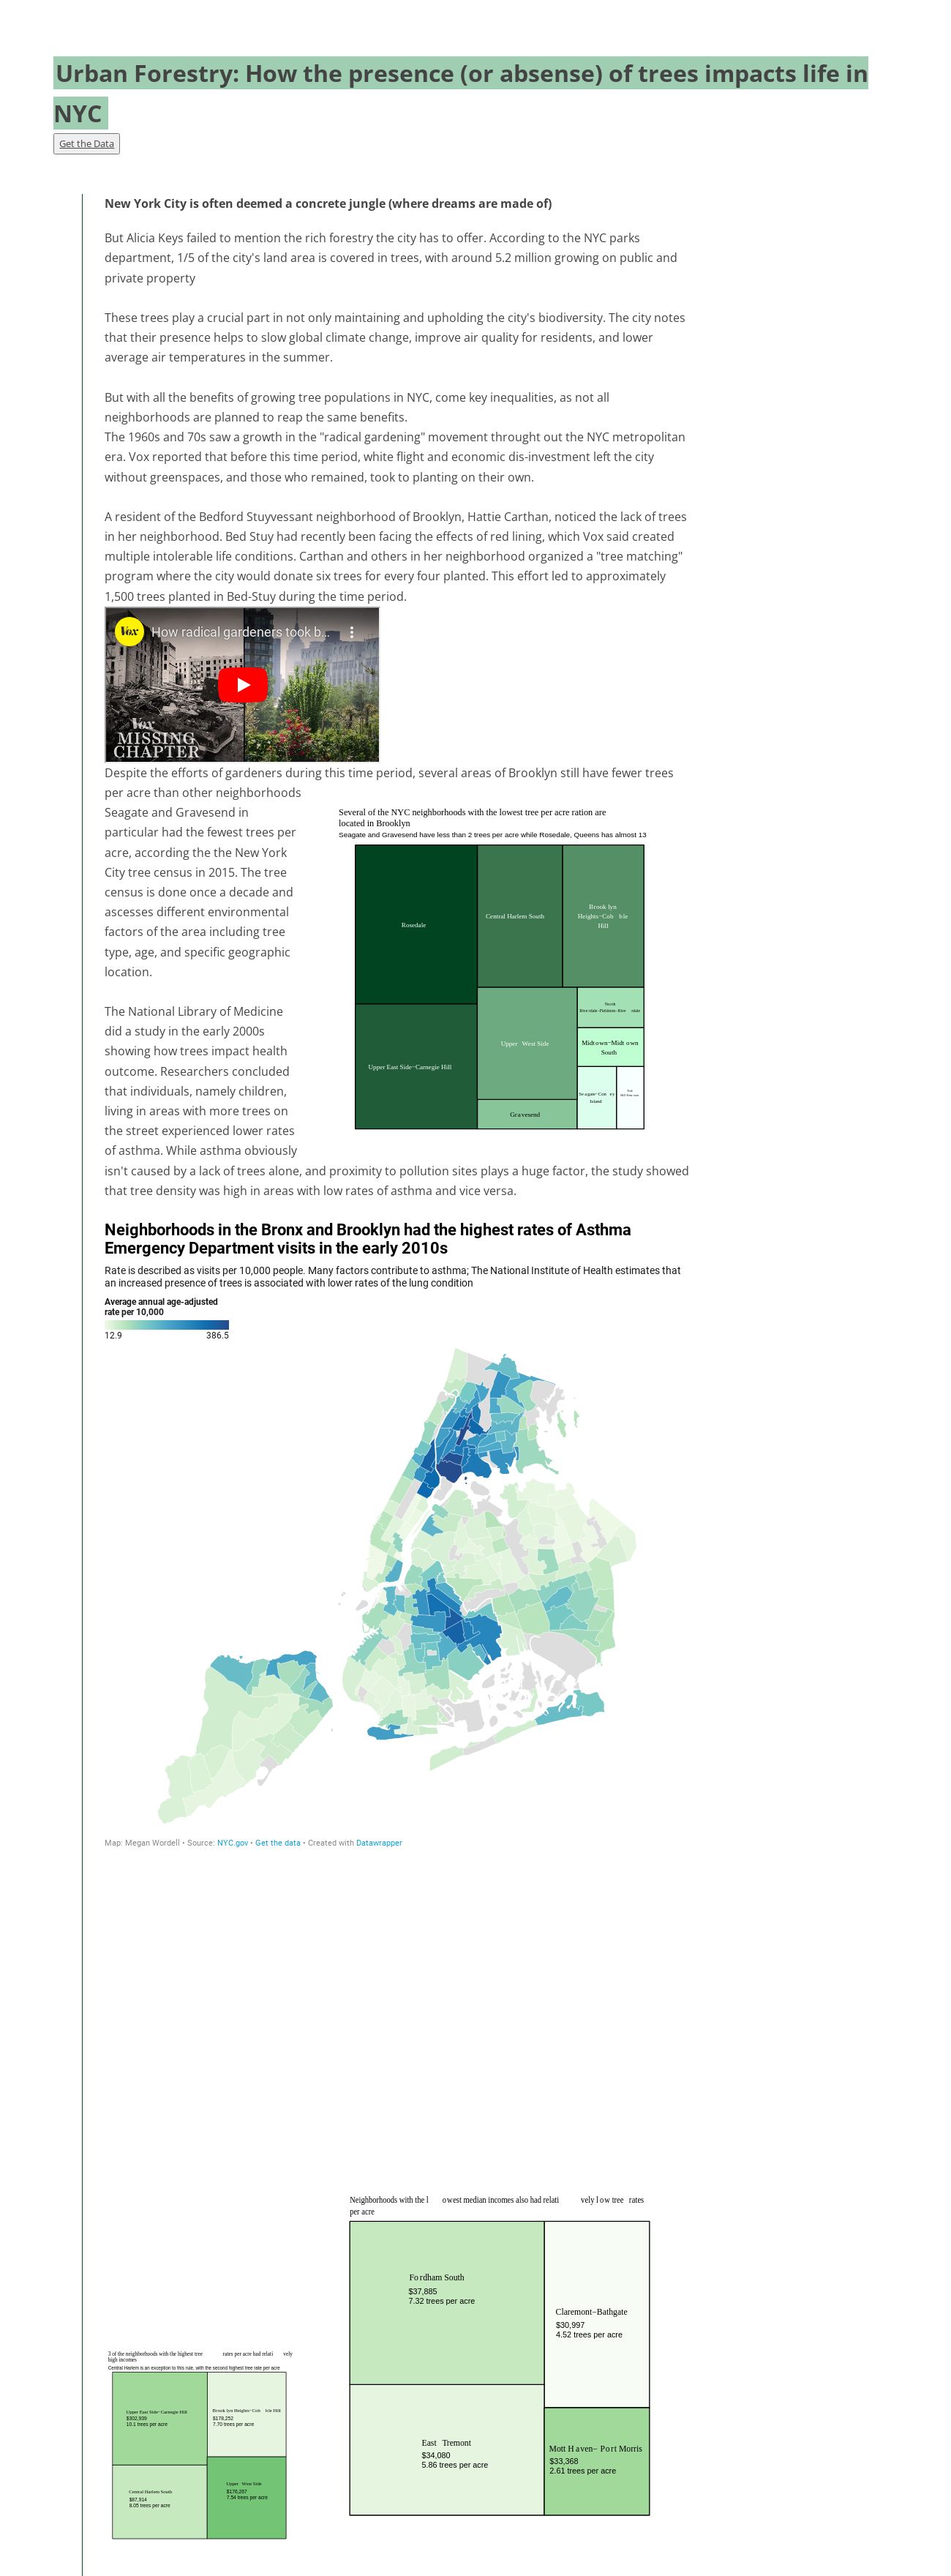 Urban Forestry: How the presence (or absense) of trees impacts life in
NYC
Get the Data
New York City is often deemed a concrete jungle (where dreams are made of)
But Alicia Keys failed to mention the rich forestry the city has to offer. According to the NYC parks
department, 1/5 of the city's land area is covered in trees, with around 5.2 million growing on public and
private property
These trees play a crucial part in not only maintaining and upholding the city's biodiversity. The city notes
that their presence helps to slow global climate change, improve air quality for residents, and lower
average air temperatures in the summer.
But with all the benefits of growing tree populations in NYC, come key inequalities, as not all
neighborhoods are planned to reap the same benefits.
The 1960s and 70s saw a growth in the "radical gardening" movement throught out the NYC metropolitan
era. Vox reported that before this time period, white flight and economic dis-investment left the city
without greenspaces, and those who remained, took to planting on their own.
A resident of the Bedford Stuyvessant neighborhood of Brooklyn, Hattie Carthan, noticed the lack of trees
in her neighborhood. Bed Stuy had recently been facing the effects of red lining, which Vox said created
multiple intolerable life conditions. Carthan and others in her neighborhood organized a "tree matching"
program where the city would donate six trees for every four planted. This effort led to approximately
1,500 trees planted in Bed-Stuy during the time period.
Vox
How radical gardeners took b...
Vox
MISSING
CHAPTER
Despite the efforts of gardeners during this time period, several areas of Brooklyn still have fewer trees
per acre than other neighborhoods
Seagate and Gravesend in
particular had the fewest trees per
acre, according the the New York
City tree census in 2015. The tree
census is done once a decade and
ascesses different environmental
factors of the area including tree
type, age, and specific geographic
location.
Several of the NYC neighborhoods with the lowest tree per acre ration are
located in Brooklyn
Seagate and Gravesend have less than 2 trees per acre while Rosedale, Queens has almost 13
Rosedale
Central Harlem South
Brook lyn
Heights−Cob ble
Hill
Upper East Side−Carnegie Hill
Upper West Side
Gravesend
North
Midtown−Midt own
South
Seagate−Con ey
Island
The National Library of Medicine
did a study in the early 2000s
showing how trees impact health
outcome. Researchers concluded
that individuals, namely children,
living in areas with more trees on
the street experienced lower rates
of asthma. While asthma obviously
isn't caused by a lack of trees alone, and proximity to pollution sites plays a huge factor, the study showed
that tree density was high in areas with low rates of asthma and vice versa.
Neighborhoods in the Bronx and Brooklyn had the highest rates of Asthma
Emergency Department visits in the early 2010s
Rate is described as visits per 10,000 people. Many factors contribute to asthma; The National Institute of Health estimates that
an increased presence of trees is associated with lower rates of the lung condition
Average annual age-adjusted
rate per 10,000
12.9 386.5
Map: Megan Wordell • Source: NYC.gov • Get the data • Created with Datawrapper
Neighborhoods with the l owest median incomes also had relati vely l ow tree rates
per acre
Fo rdham South
$37,885
7.32 trees per acre
Claremont−Bathgate
$30,997
4.52 trees per acre
East Tremont
$34,080
5.86 trees per acre
Mott H aven− Po rt Morris
$33,368
2.61 trees per acre
3 of the neighborhoods with the highest tree rates per acre had relati vely
high incomes
Central Harlem is an exception to this rule, with the second highest tree rate per acre
Upper East Side−Carnegie Hill
$302,939
10.1 trees per acre
Brook lyn Heights−Cob ble Hill
$179,252
7.70 trees per acre
Central Harlem South
$87,914
8.05 trees per acre
Upper West Side
$176,267
7.54 trees per acre